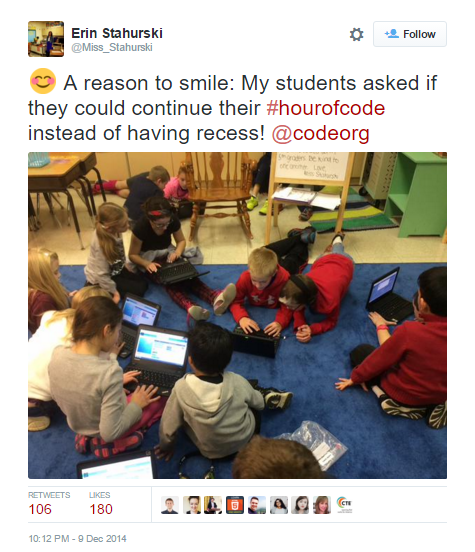 Erin Stahurski
@Miss_Stahurski
Follow
A reason to smile: My students asked if
they could continue their #hourofcode
instead of having recess! @codeorg
graders be kind to
one another. Love
Miss Stahurski
RETWEETS LIKES
106 180
CTE
10:12 PM - 9 Dec 2014